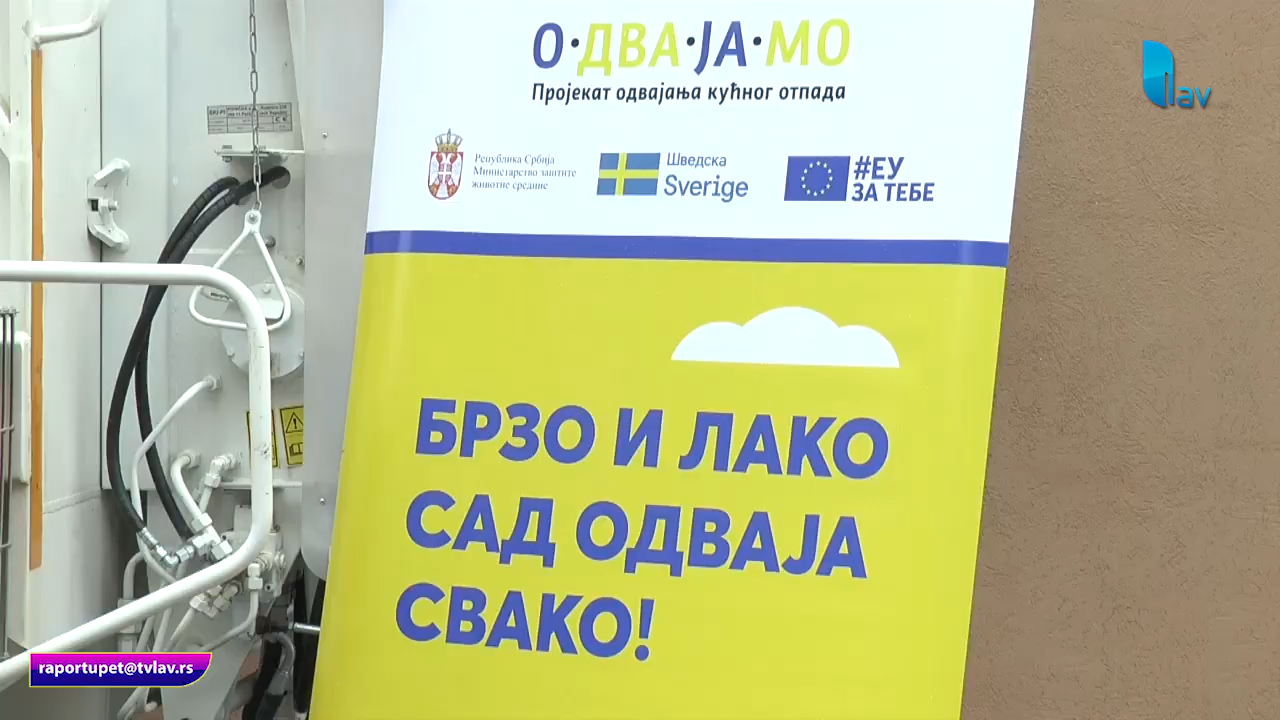 О·ДВА·ЈА·МО
Пројекат одвајања кућног отпада
Република Србија
Министарство заштите
животне средине
Шведска
Sverige
#ЕУ
ЗА ТЕБЕ
lav
БРЗО И ЛАКО
САД ОДВАЈА
СВАКО!
raportupet@tvlav.rs